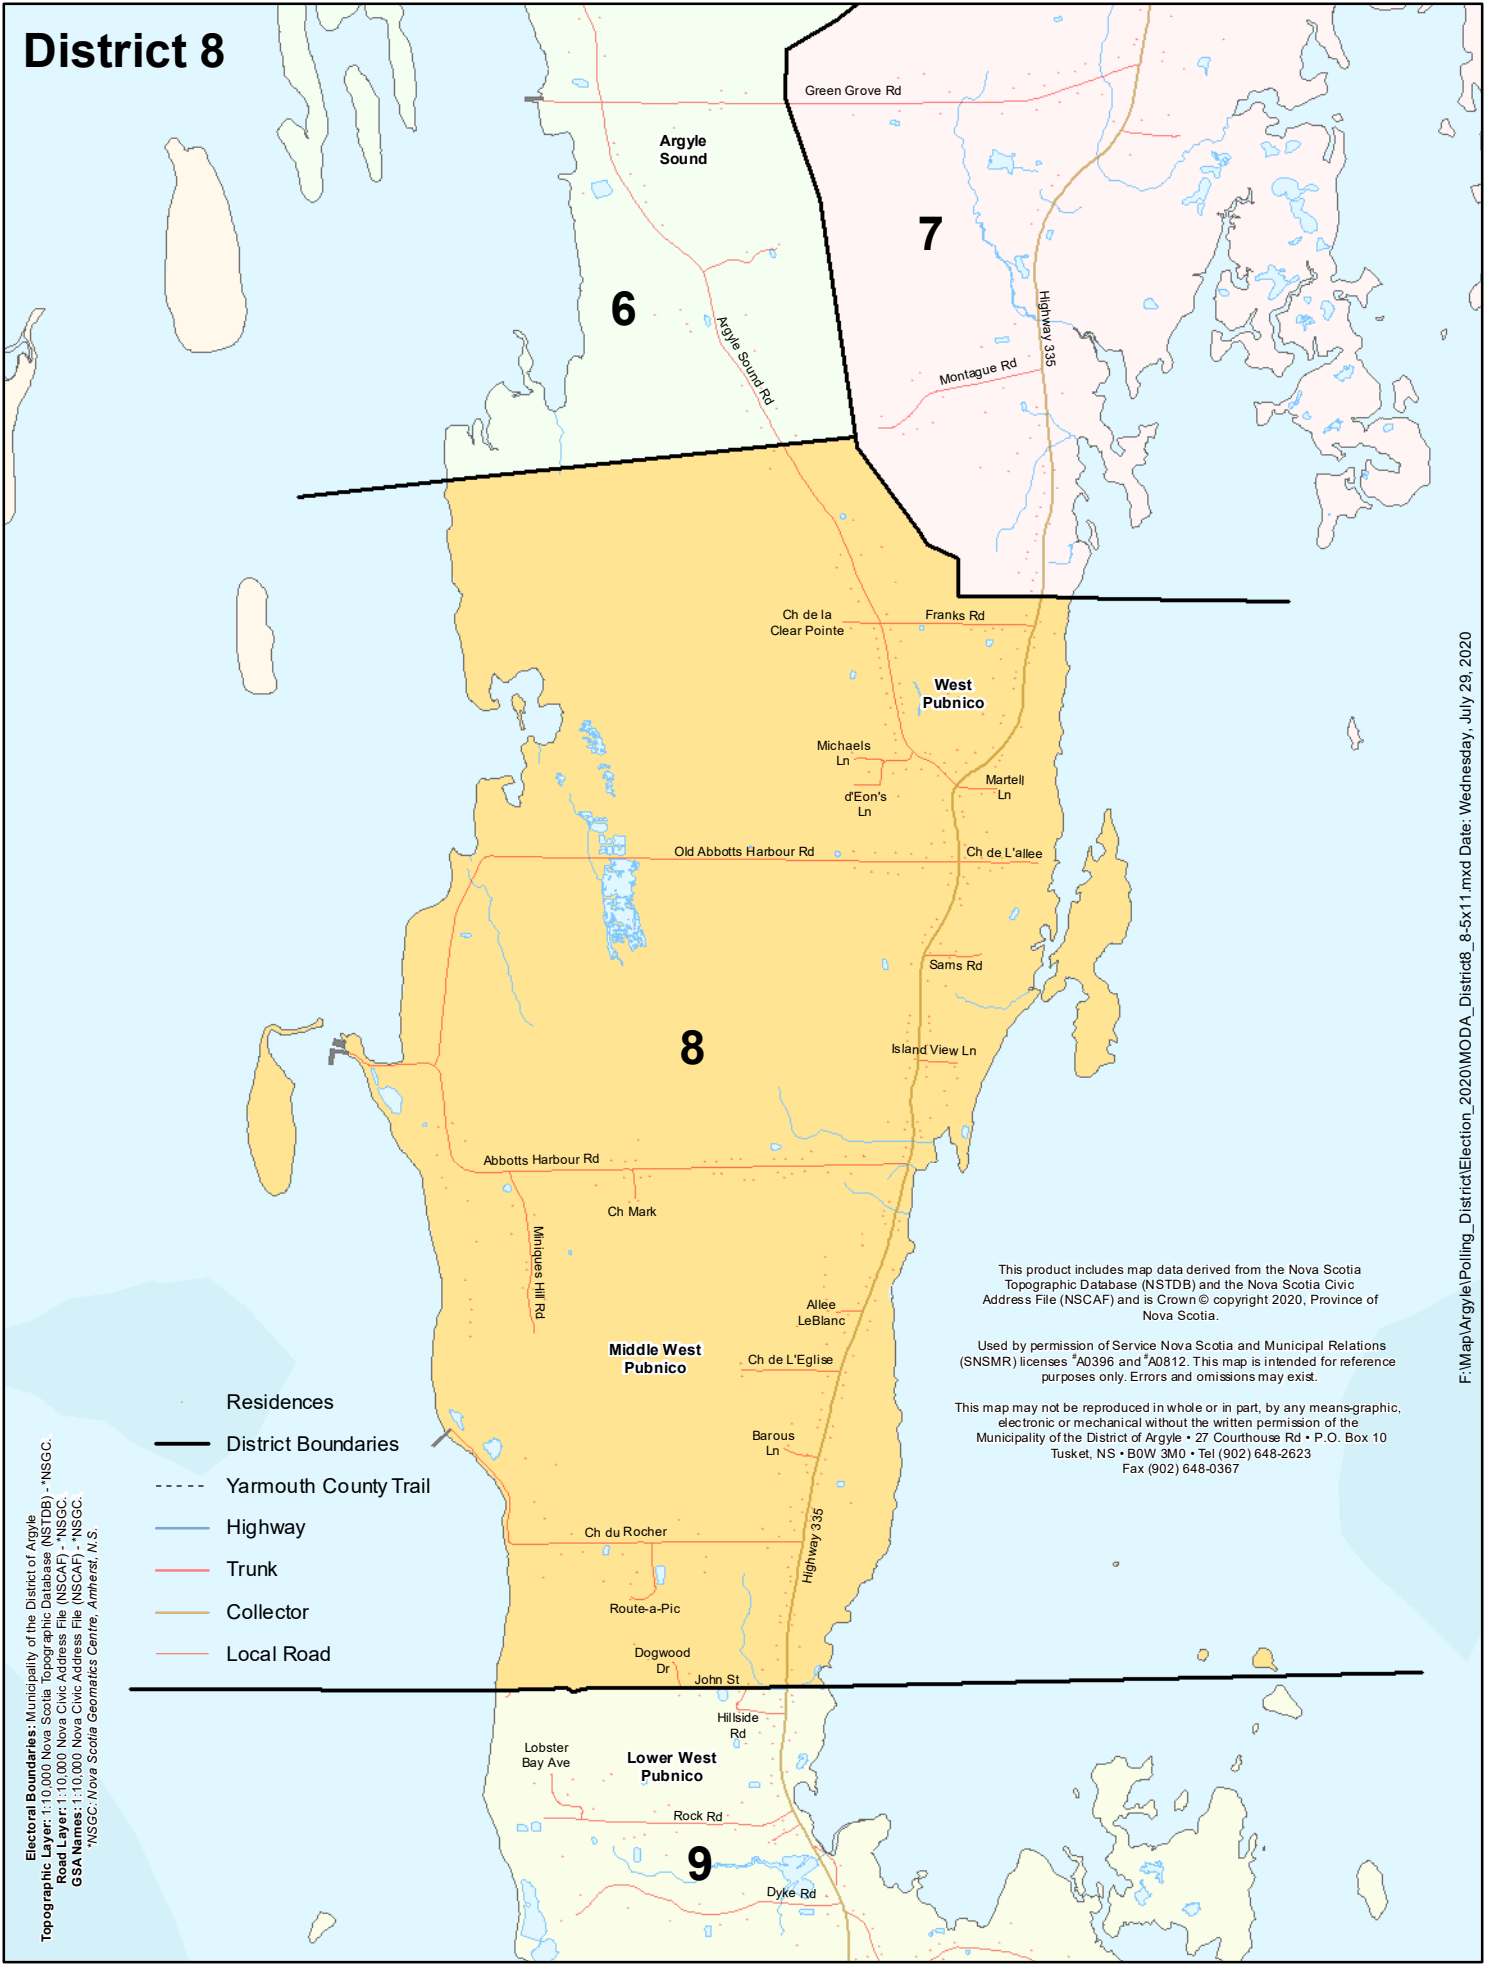 District 8
Green Grove Rd
Argyle
Sound
7
6
Highway 335
Argyle Sound Rd
Montague Rd
Ch de la
Clear Pointe
Franks Rd
West
Pubnico
Michaels
Ln
d'Eon's
Ln
Martell
Ln
Old Abbotts Harbour Rd
Ch de L'allee
Sams Rd
8
Island View Ln
Abbotts Harbour Rd
Ch Mark
Miniques Hill Rd
Allee
LeBlanc
Middle West
Pubnico
Ch de L'Eglise
Barous
Ln
Highway 335
Ch du Rocher
Route-a-Pic
Dogwood
Dr
John St
Hillside
Rd
Lobster
Bay Ave
Lower West
Pubnico
Rock Rd
9
Dyke Rd
This product includes map data derived from the Nova Scotia
Topographic Database (NSTDB) and the Nova Scotia Civic
Address File (NSCAF) and is Crown © copyright 2020, Province of
Nova Scotia.
Used by permission of Service Nova Scotia and Municipal Relations
(SNSMR) licenses #A0396 and #A0812. This map is intended for reference
purposes only. Errors and omissions may exist.
This map may not be reproduced in whole or in part, by any means-graphic,
electronic or mechanical without the written permission of the
Municipality of the District of Argyle • 27 Courthouse Rd • P.O. Box 10
Tusket, NS • B0W 3M0 • Tel (902) 648-2623
Fax (902) 648-0367
Residences
District Boundaries
Yarmouth County Trail
Highway
Trunk
Collector
Local Road
Electoral Boundaries: Municipality of the District of Argyle
Topographic Layer: 1:10,000 Nova Scotia Topographic Database (NSTDB) - *NSGC.
Road Layer: 1:10,000 Nova Civic Address File (NSCAF) - *NSGC.
GSA Names: 1:10,000 Nova Civic Address File (NSCAF) - *NSGC.
*NSGC: Nova Scotia Geomatics Centre, Amherst, N.S.
F:\Map\Argyle\Polling_District\Election_2020\MODA_District8_8-5x11.mxd Date: Wednesday, July 29, 2020